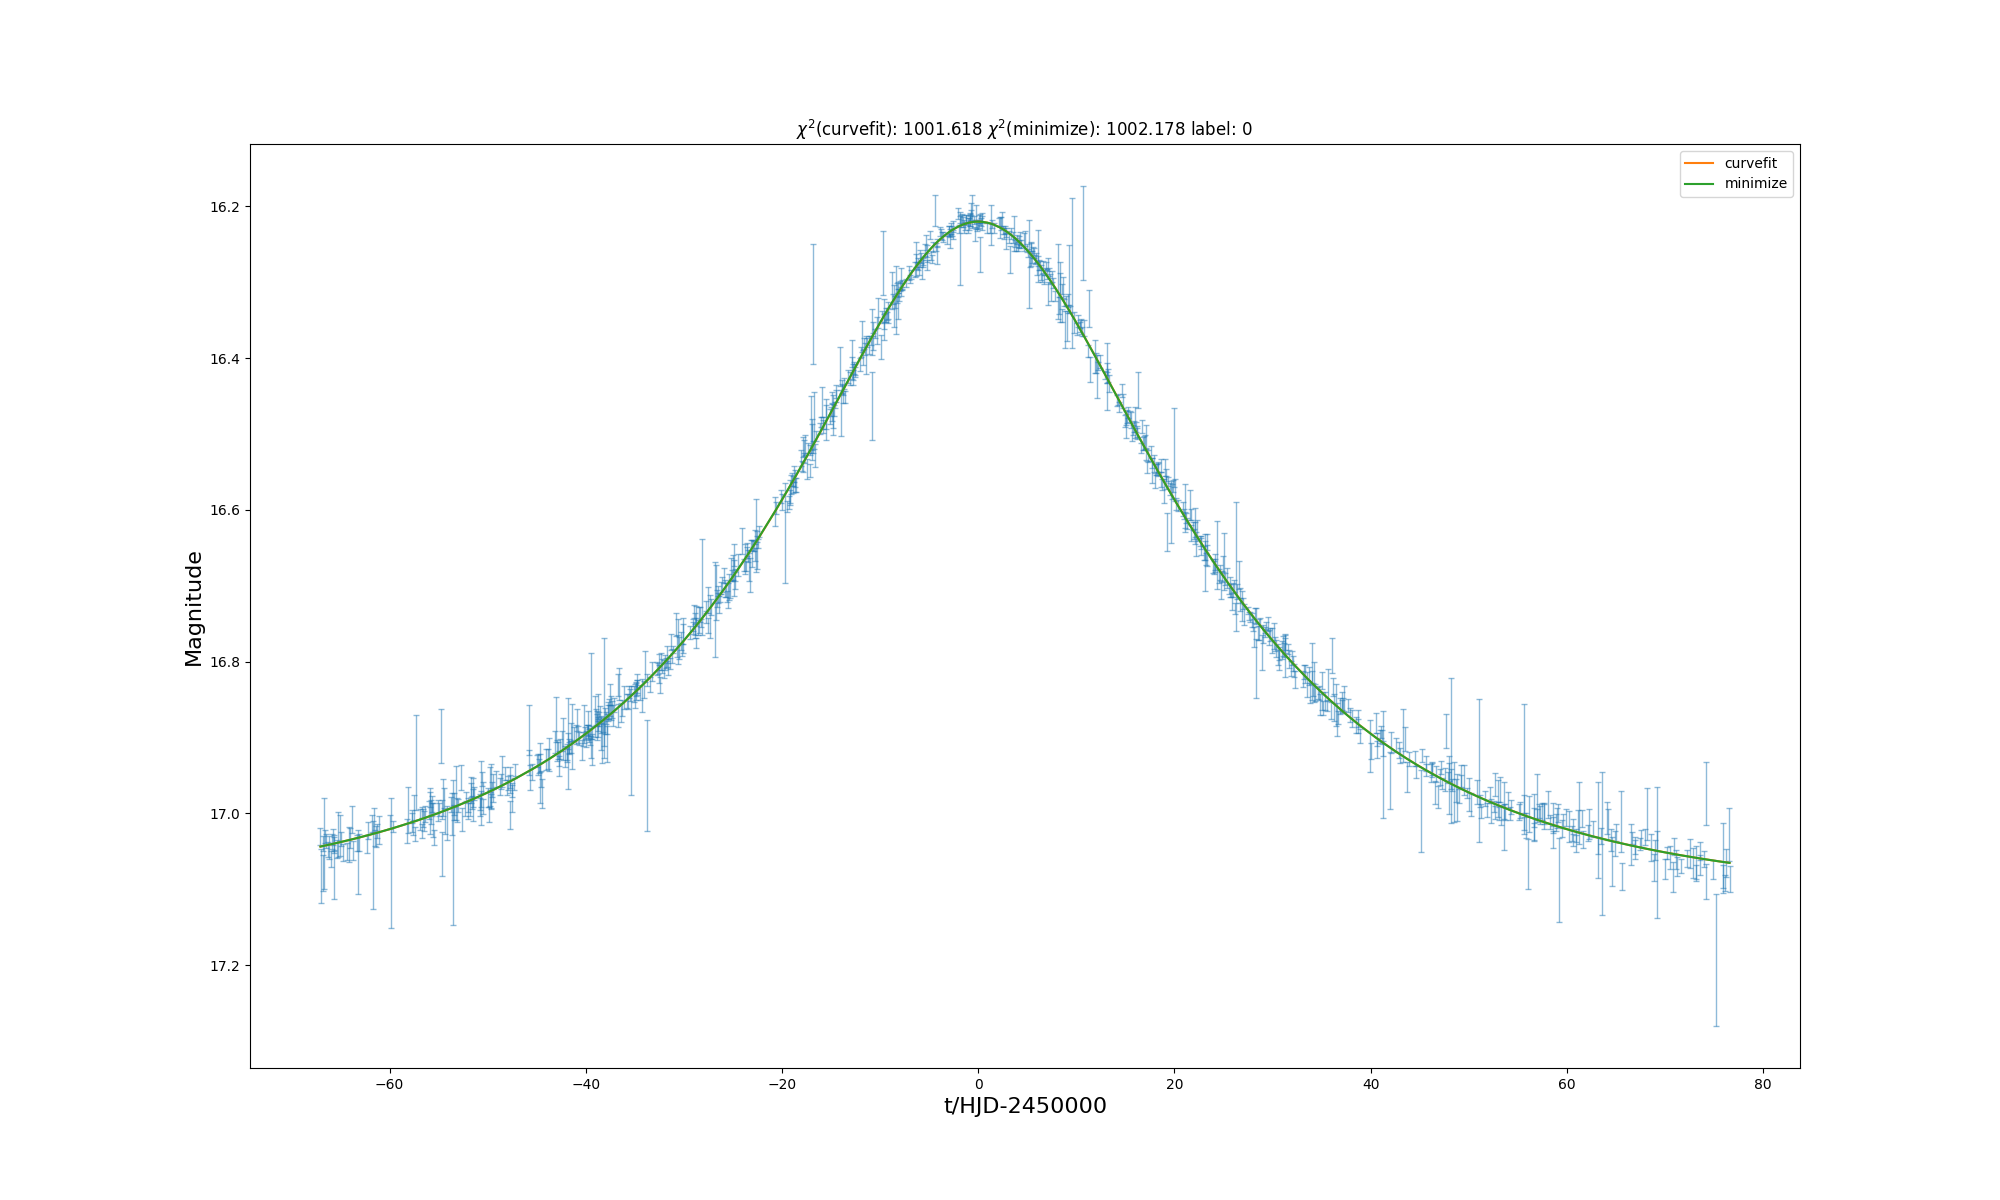 χ²(curvefit): 1001.618 χ²(minimize): 1002.178 label: 0
curvefit
minimize
16.2
16.4
16.6
16.8
17.0
17.2
Magnitude
−60 −40 −20 0 20 40 60 80
t/HJD-2450000